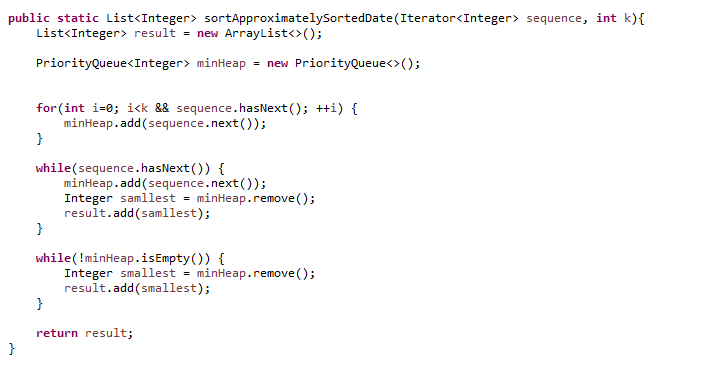 public static List<Integer> sortApproximatelySortedDate(Iterator<Integer> sequence, int k){
    List<Integer> result = new ArrayList<>();

    PriorityQueue<Integer> minHeap = new PriorityQueue<>();


    for(int i=0; i<k && sequence.hasNext(); ++i) {
        minHeap.add(sequence.next());
    }

    while(sequence.hasNext()) {
        minHeap.add(sequence.next());
        Integer samllest = minHeap.remove();
        result.add(samllest);
    }

    while(!minHeap.isEmpty()) {
        Integer smallest = minHeap.remove();
        result.add(smallest);
    }

    return result;
}